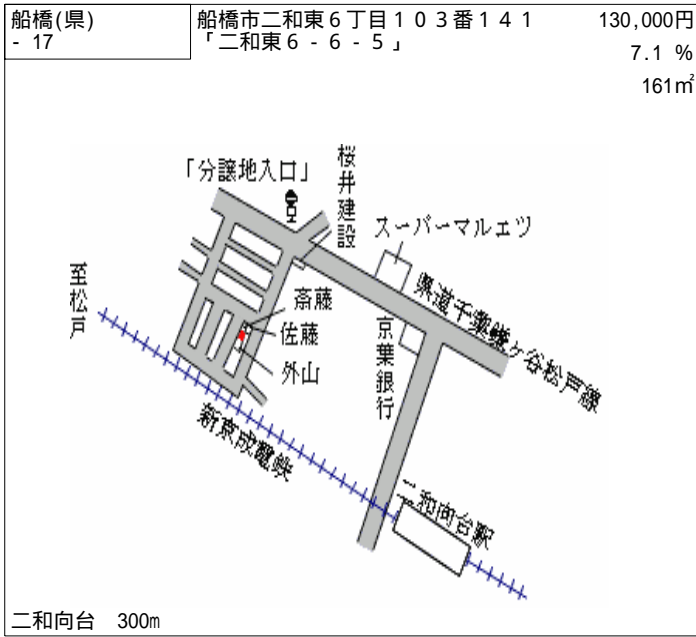 船橋(県)
- 17
船橋市二和東６丁目１０３番１４１
「二和東６-６-５」
130,000円
7.1 %
161㎡
「分譲地入口」
桜井建設
スーパーマルエツ
至松戸
斎藤
佐藤
外山
京葉銀行
県道千葉鎌ヶ谷松戸線
新京成電鉄
二和向台駅
二和向台　300m